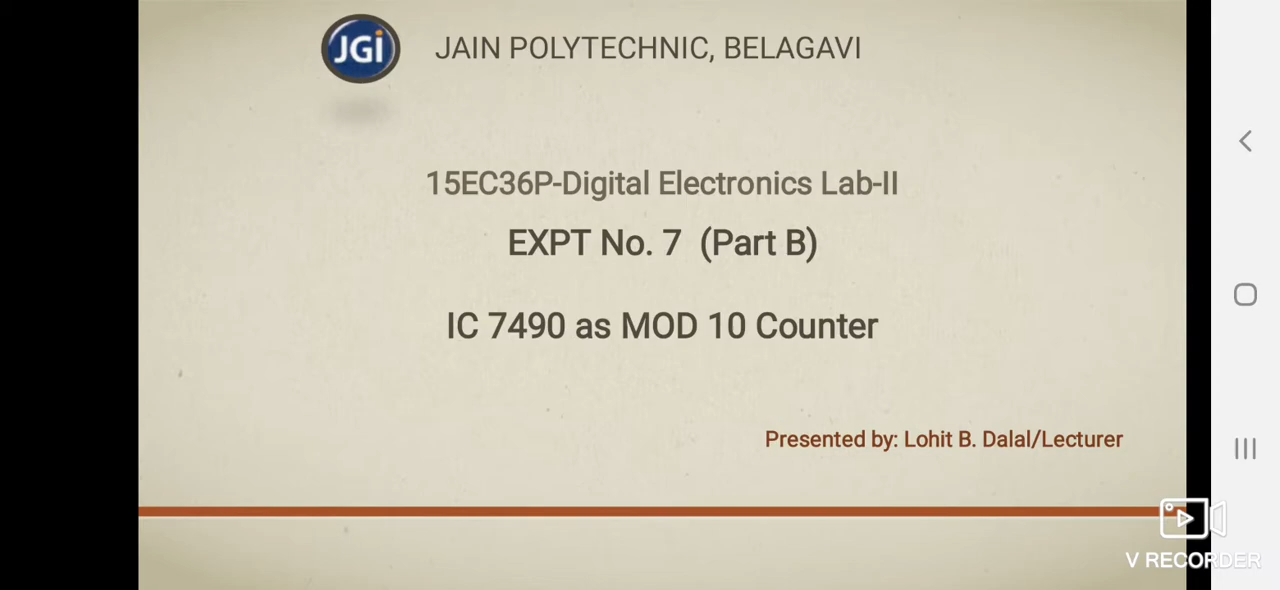 JGi JAIN POLYTECHNIC, BELAGAVI
15EC36P-Digital Electronics Lab-II
EXPT No. 7 (Part B)
IC 7490 as MOD 10 Counter
Presented by: Lohit B. Dalal/Lecturer
V RECORDER